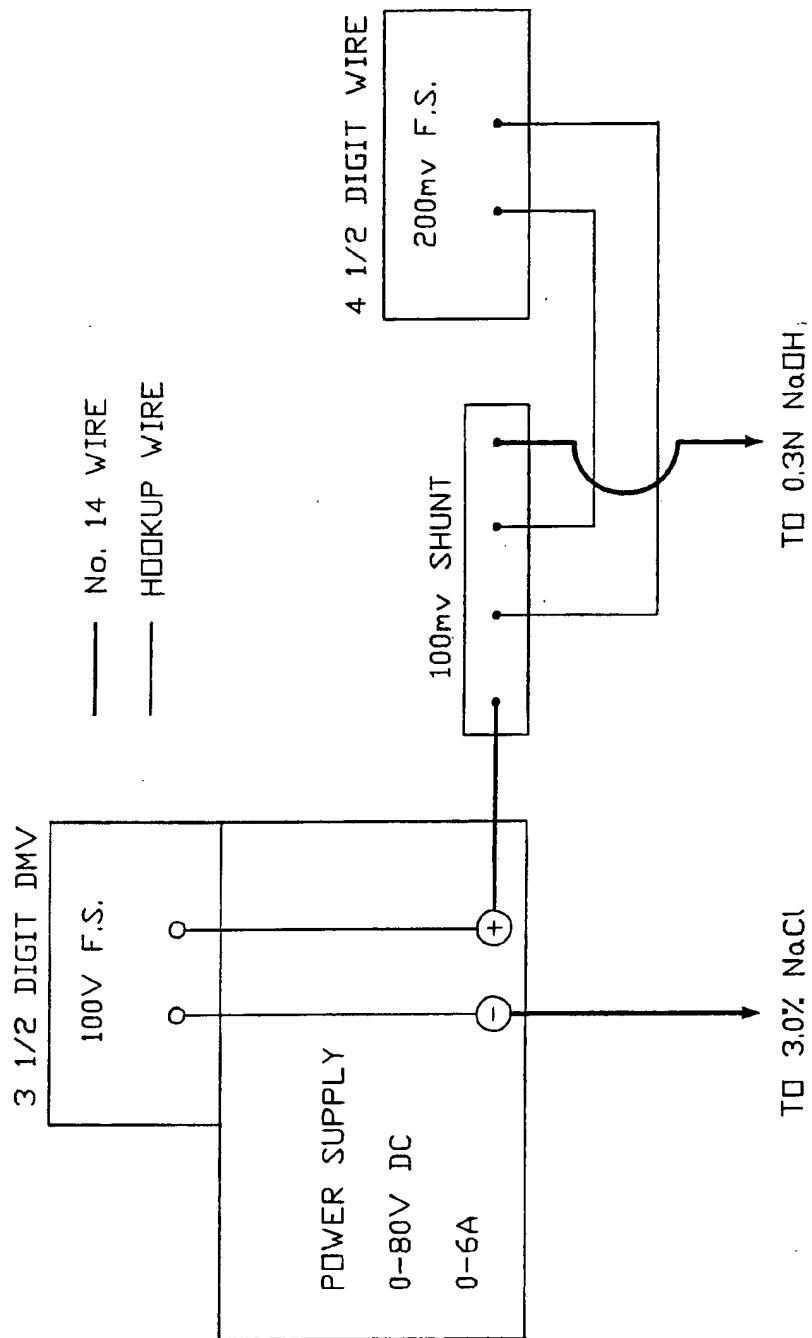 No. 14 WIRE
HOOKUP WIRE
3 1/2 DIGIT DMV
100V F.S.
POWER SUPPLY
0-80V DC
0-6A
-
+
100mv SHUNT
4 1/2 DIGIT WIRE
200mv F.S.
TO 3.0% NaCl
TO 0.3N NaOH